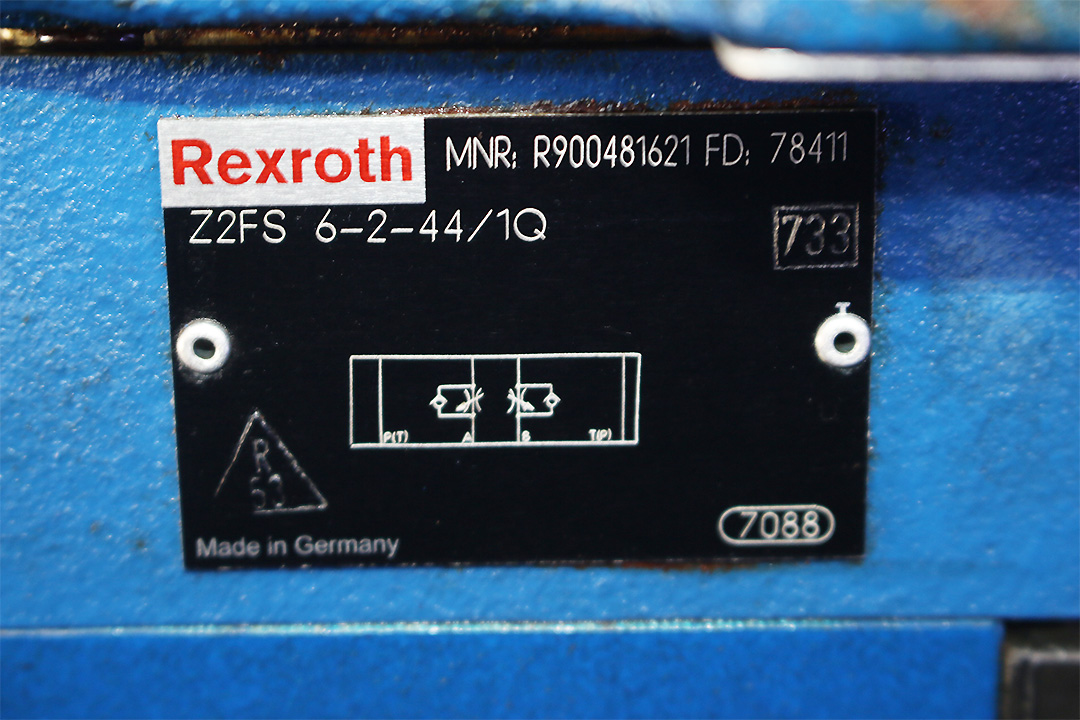 Rexroth MNR: R900481621 FD: 78411
Z2FS 6-2-44/1Q
733
P(T) A B T(P)
R
Made in Germany
7088